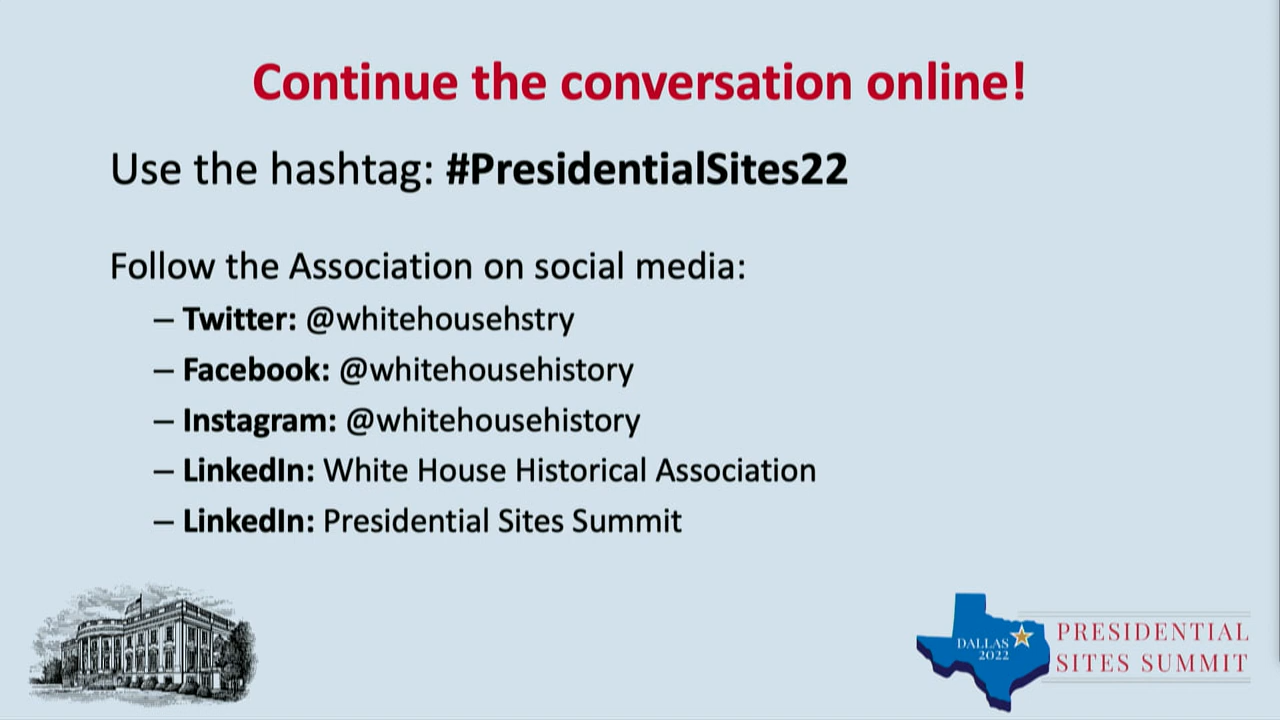 Continue the conversation online!
Use the hashtag: #PresidentialSites22
Follow the Association on social media:
– Twitter: @whitehousehstry
– Facebook: @whitehousehistory
– Instagram: @whitehousehistory
– LinkedIn: White House Historical Association
– LinkedIn: Presidential Sites Summit
DALLAS
2022
PRESIDENTIAL
SITES SUMMIT